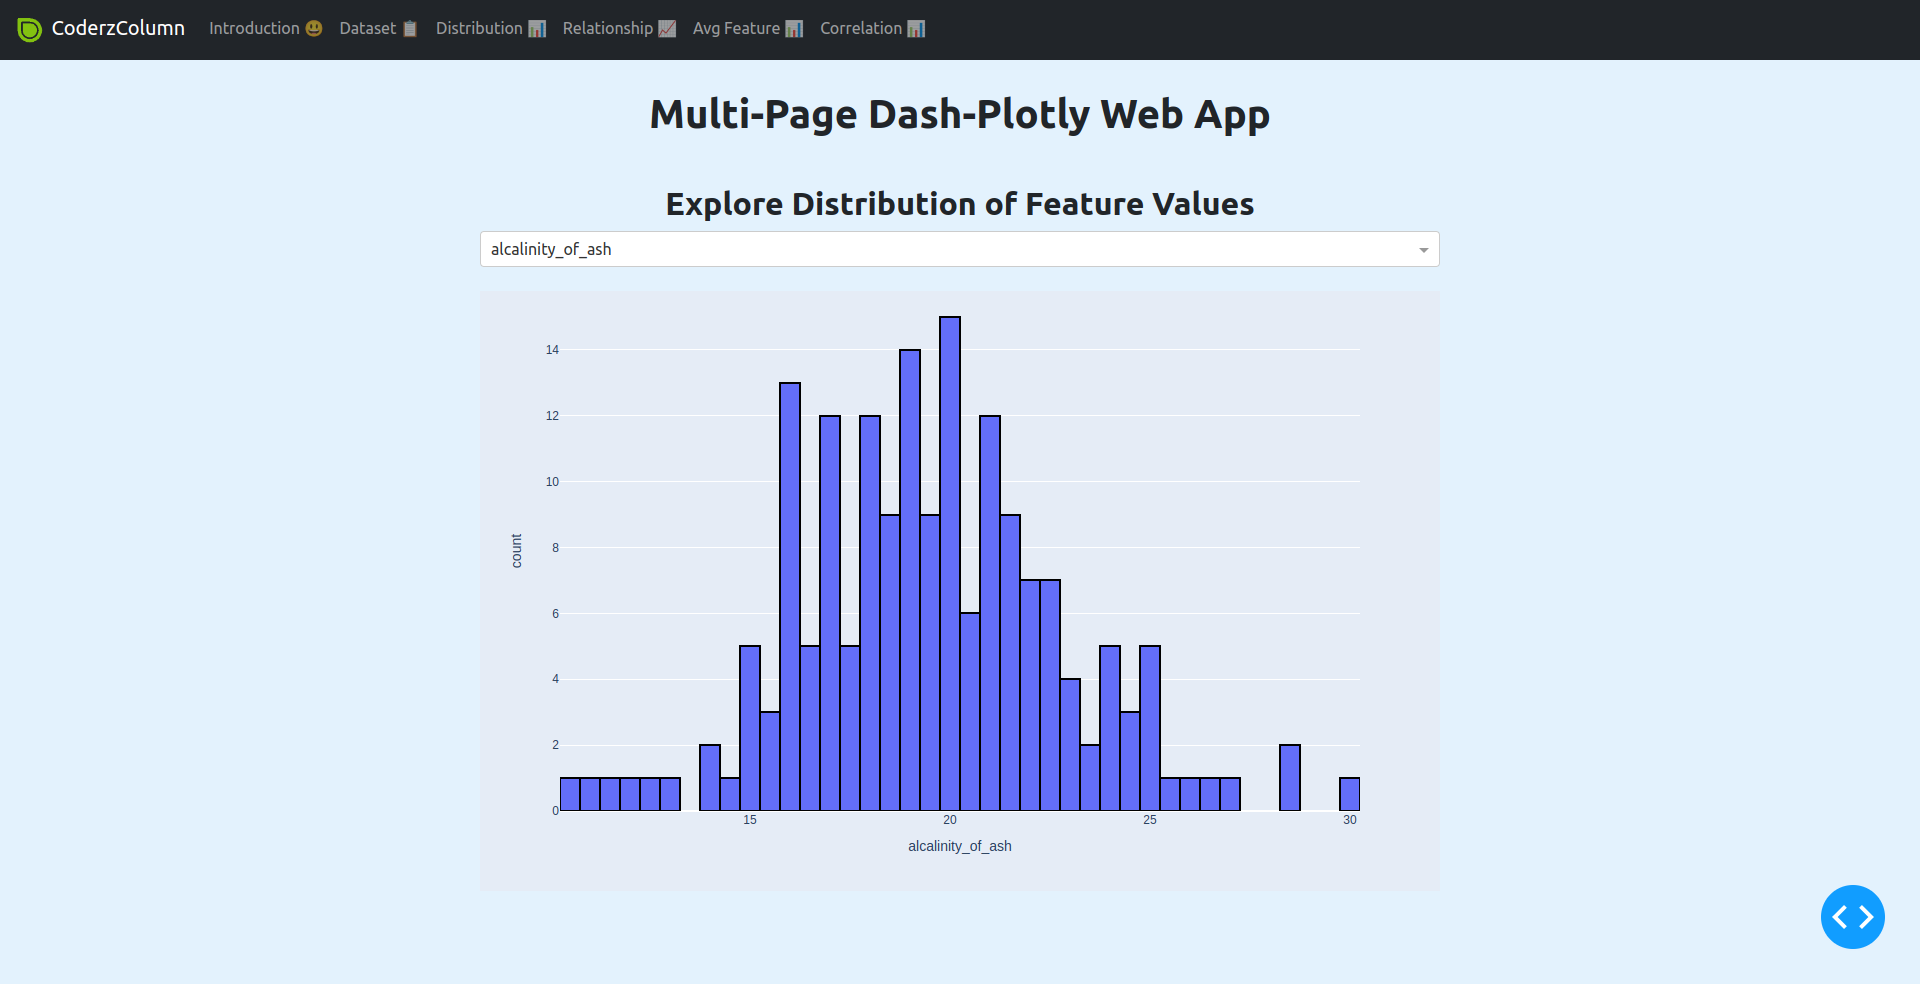 CoderzColumn Introduction 😃 Dataset 📋 Distribution 📊 Relationship 📈 Avg Feature 📊 Correlation 📊
Multi-Page Dash-Plotly Web App
Explore Distribution of Feature Values
alcalinity_of_ash
14
12
10
8
6
4
2
0
count
15 20 25 30
alcalinity_of_ash